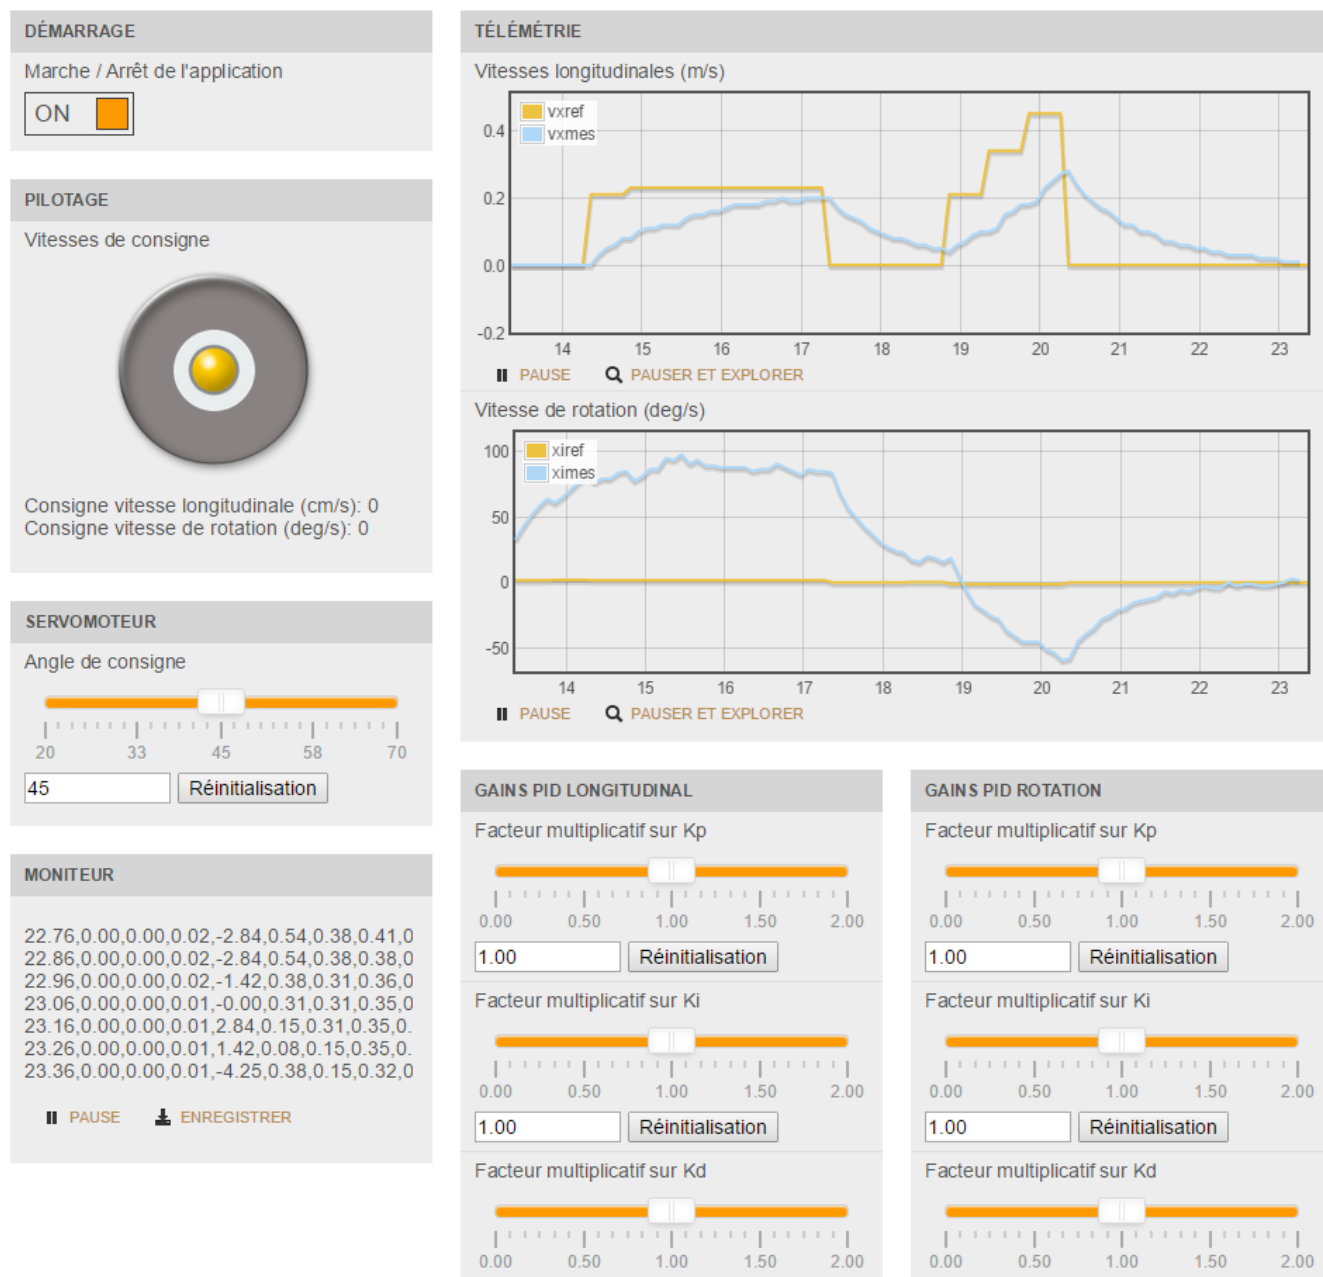 DÉMARRAGE
Marche / Arrêt de l'application
ON
PILOTAGE
Vitesses de consigne
Consigne vitesse longitudinale (cm/s): 0
Consigne vitesse de rotation (deg/s): 0
SERVOMOTEUR
Angle de consigne
20 33 45 58 70
45 Réinitialisation
MONITEUR
22.76,0.00,0.00,0.02,-2.84,0.54,0.38,0.41,0
22.86,0.00,0.00,0.02,-2.84,0.54,0.38,0.38,0
22.96,0.00,0.00,0.02,-1.42,0.38,0.31,0.36,0
23.06,0.00,0.00,0.01,-0.00,0.31,0.31,0.35,0
23.16,0.00,0.00,0.01,2.84,0.15,0.31,0.35,0.
23.26,0.00,0.00,0.01,1.42,0.08,0.15,0.35,0.
23.36,0.00,0.00,0.01,-4.25,0.38,0.15,0.32,0
PAUSE ENREGISTRER
TÉLÉMÉTRIE
Vitesses longitudinales (m/s)
vxref
vxmes
0.4
0.2
0.0
-0.2
14 15 16 17 18 19 20 21 22 23
PAUSE PAUSER ET EXPLORER
Vitesse de rotation (deg/s)
xiref
ximes
100
50
0
-50
14 15 16 17 18 19 20 21 22 23
PAUSE PAUSER ET EXPLORER
GAINS PID LONGITUDINAL
Facteur multiplicatif sur Kp
0.00 0.50 1.00 1.50 2.00
1.00 Réinitialisation
Facteur multiplicatif sur Ki
0.00 0.50 1.00 1.50 2.00
1.00 Réinitialisation
Facteur multiplicatif sur Kd
0.00 0.50 1.00 1.50 2.00
GAINS PID ROTATION
Facteur multiplicatif sur Kp
0.00 0.50 1.00 1.50 2.00
1.00 Réinitialisation
Facteur multiplicatif sur Ki
0.00 0.50 1.00 1.50 2.00
1.00 Réinitialisation
Facteur multiplicatif sur Kd
0.00 0.50 1.00 1.50 2.00